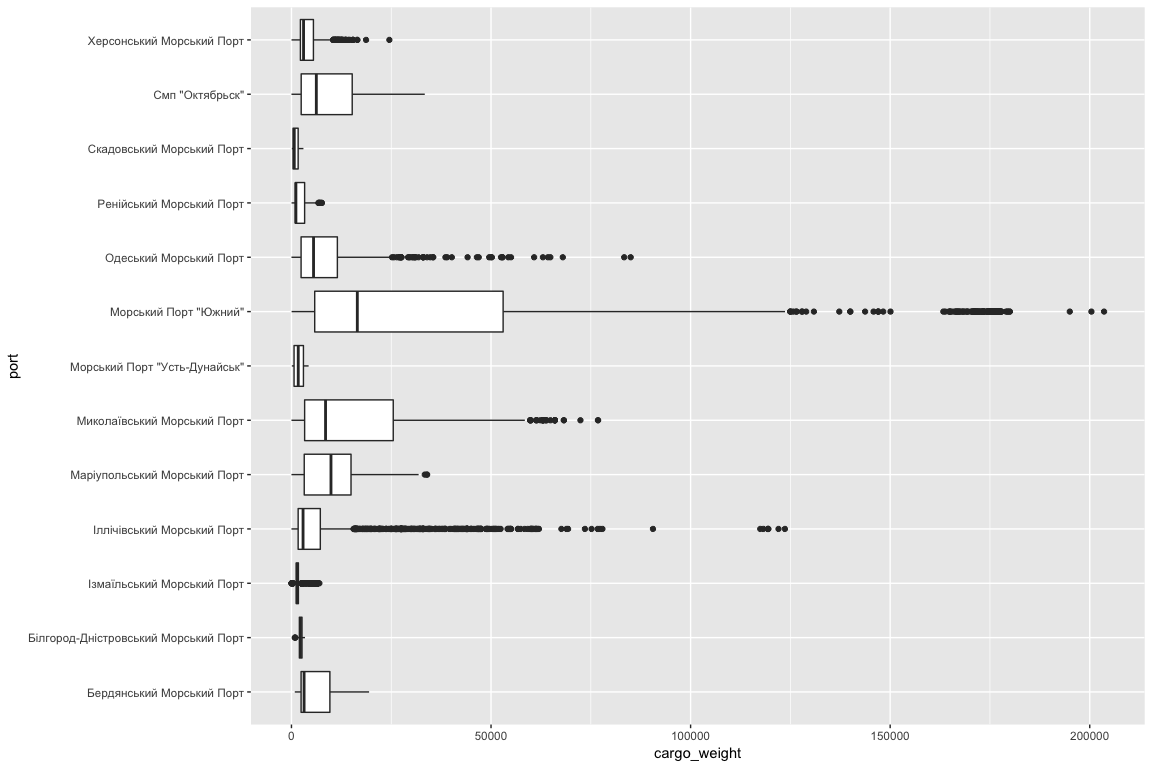 Херсонський Морський Порт
Смп "Октябрьск"
Скадовський Морський Порт
Ренійський Морський Порт
Одеський Морський Порт
Морський Порт "Южний"
Морський Порт "Усть-Дунайськ"
Миколаївський Морський Порт
Маріупольський Морський Порт
Іллічівський Морський Порт
Ізмаїльський Морський Порт
Білгород-Дністровський Морський Порт
Бердянський Морський Порт
port
0 50000 100000 150000 200000
cargo_weight